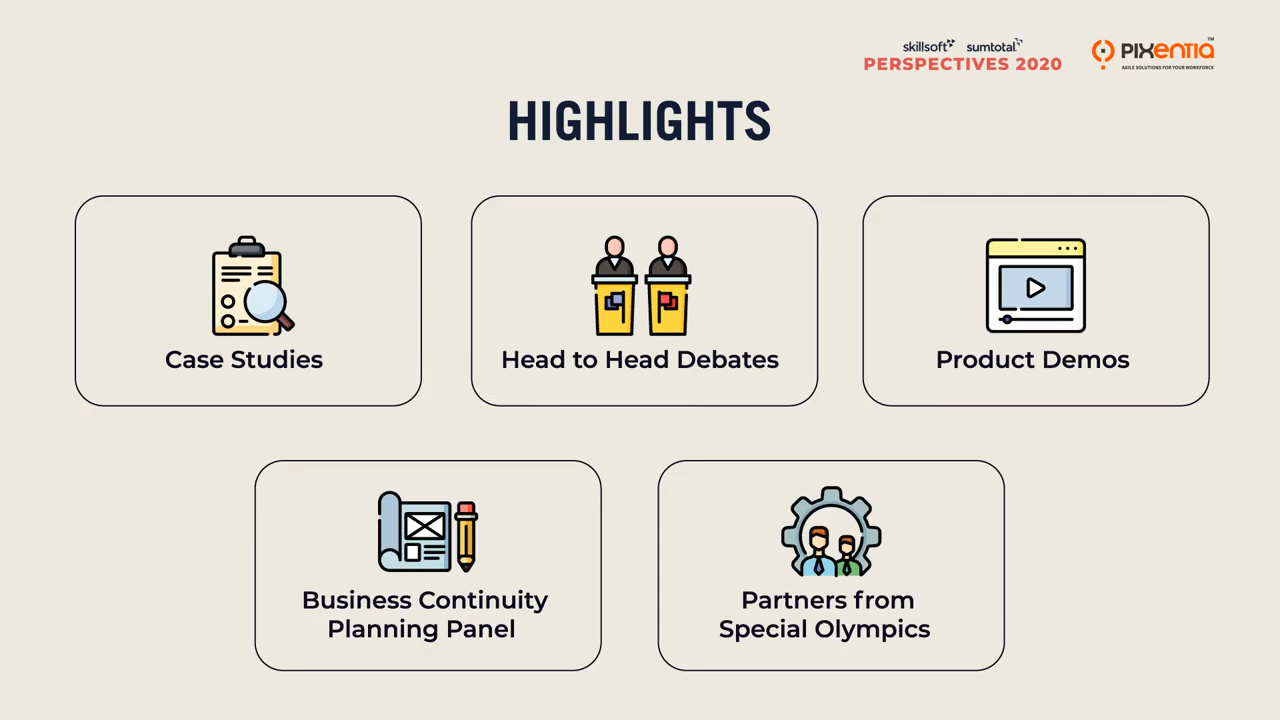 skillsoft sumtotal
PERSPECTIVES 2020
PIXENTIA™
AGILE SOLUTIONS FOR YOUR WORKFORCE
HIGHLIGHTS
Case Studies
Head to Head Debates
Product Demos
Business Continuity
Planning Panel
Partners from
Special Olympics